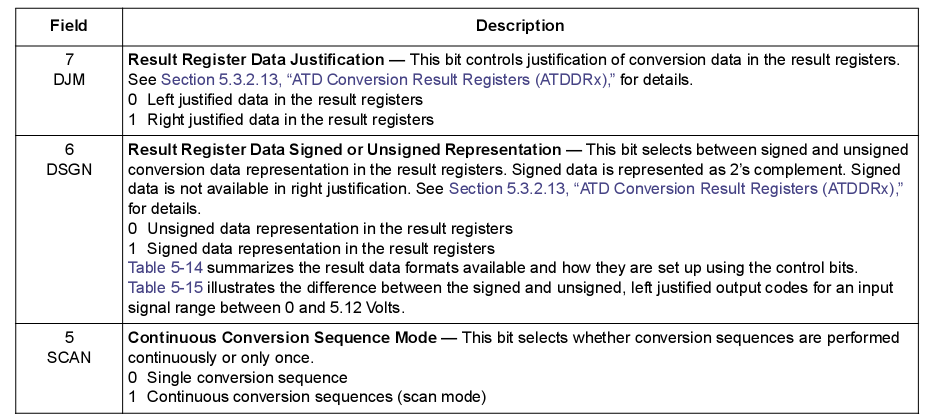 Field Description
7
DJM
Result Register Data Justification — This bit controls justification of conversion data in the result registers.
See Section 5.3.2.13, “ATD Conversion Result Registers (ATDDRx),” for details.
0 Left justified data in the result registers
1 Right justified data in the result registers
6
DSGN
Result Register Data Signed or Unsigned Representation — This bit selects between signed and unsigned
conversion data representation in the result registers. Signed data is represented as 2’s complement. Signed
data is not available in right justification. See Section 5.3.2.13, “ATD Conversion Result Registers (ATDDRx),”
for details.
0 Unsigned data representation in the result registers
1 Signed data representation in the result registers
Table 5-14 summarizes the result data formats available and how they are set up using the control bits.
Table 5-15 illustrates the difference between the signed and unsigned, left justified output codes for an input
signal range between 0 and 5.12 Volts.
5
SCAN
Continuous Conversion Sequence Mode — This bit selects whether conversion sequences are performed
continuously or only once.
0 Single conversion sequence
1 Continuous conversion sequences (scan mode)